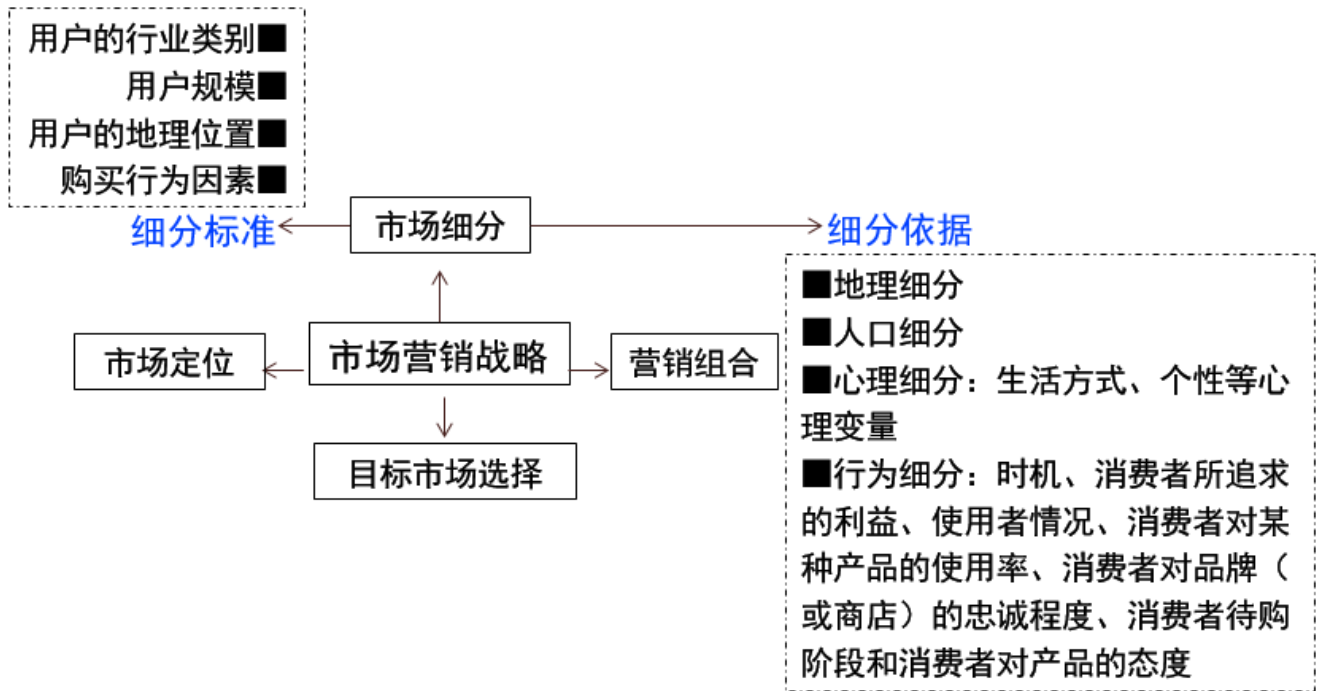 用户的行业类别■
用户规模■
用户的地理位置■
购买行为因素■
细分标准
市场细分
细分依据
■地理细分
■人口细分
■心理细分：生活方式、个性等心
理变量
■行为细分：时机、消费者所追求
的利益、使用者情况、消费者对某
种产品的使用率、消费者对品牌（
或商店）的忠诚程度、消费者待购
阶段和消费者对产品的态度
市场定位
市场营销战略
营销组合
目标市场选择